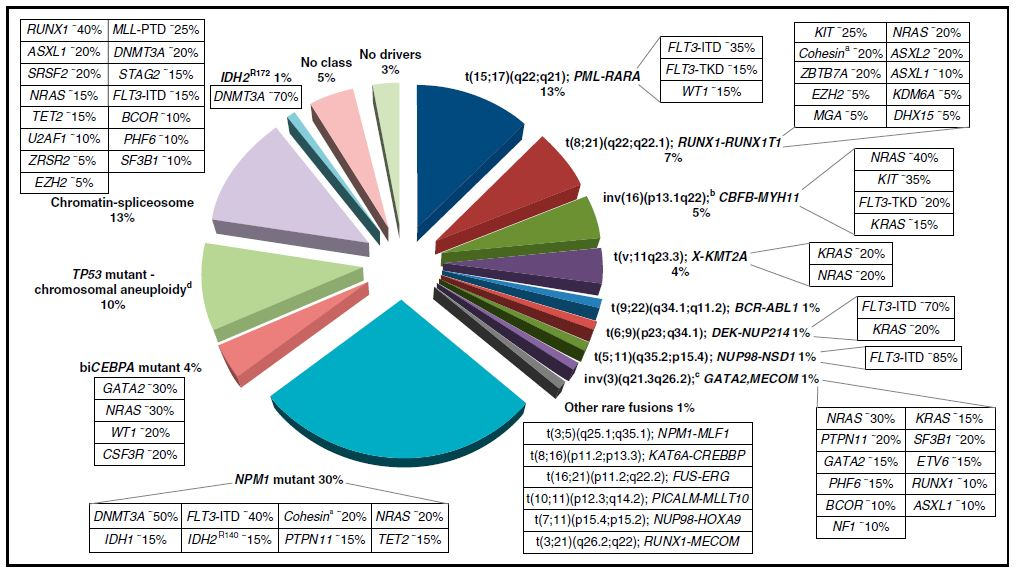 RUNX1 ~40% MLL-PTD ~25%
ASXL1 ~20% DNMT3A ~20%
SRSF2 ~20% STAG2 ~15%
NRAS ~15% FLT3-ITD ~15%
TET2 ~15% BCOR ~10%
U2AF1 ~10% PHF6 ~10%
ZRSR2 ~5% SF3B1 ~10%
EZH2 ~5%
Chromatin-spliceosome
13%
IDH2R172 1%
DNMT3A ~70%
No class
5%
No drivers
3%
t(15;17)(q22;q21); PML-RARA
13%
FLT3-ITD ~35%
FLT3-TKD ~15%
WT1 ~15%
t(8;21)(q22;q22.1); RUNX1-RUNX1T1
7%
KIT ~25% NRAS ~20%
Cohesina ~20% ASXL2 ~20%
ZBTB7A ~20% ASXL1 ~10%
EZH2 ~5% KDM6A ~5%
MGA ~5% DHX15 ~5%
inv(16)(p13.1q22);b CBFB-MYH11
5%
NRAS ~40%
KIT ~35%
FLT3-TKD ~20%
KRAS ~15%
t(v;11q23.3); X-KMT2A
4%
KRAS ~20%
NRAS ~20%
t(9;22)(q34.1;q11.2); BCR-ABL1 1%
t(6;9)(p23;q34.1); DEK-NUP214 1%
FLT3-ITD ~70%
KRAS ~20%
t(5;11)(q35.2;p15.4); NUP98-NSD1 1%
FLT3-ITD ~85%
inv(3)(q21.3q26.2);c GATA2,MECOM 1%
NRAS ~30% KRAS ~15%
PTPN11 ~20% SF3B1 ~20%
GATA2 ~15% ETV6 ~15%
PHF6 ~15% RUNX1 ~10%
BCOR ~10% ASXL1 ~10%
NF1 ~10%
Other rare fusions 1%
t(3;5)(q25.1;q35.1); NPM1-MLF1
t(8;16)(p11.2;p13.3); KAT6A-CREBBP
t(16;21)(p11.2;q22.2); FUS-ERG
t(10;11)(p12.3;q14.2); PICALM-MLLT10
t(7;11)(p15.4;p15.2); NUP98-HOXA9
t(3;21)(q26.2;q22); RUNX1-MECOM
TP53 mutant -
chromosomal aneuploidyd
10%
biCEBPA mutant 4%
GATA2 ~30%
NRAS ~30%
WT1 ~20%
CSF3R ~20%
NPM1 mutant 30%
DNMT3A ~50% FLT3-ITD ~40% Cohesina ~20% NRAS ~20%
IDH1 ~15% IDH2R140 ~15% PTPN11 ~15% TET2 ~15%